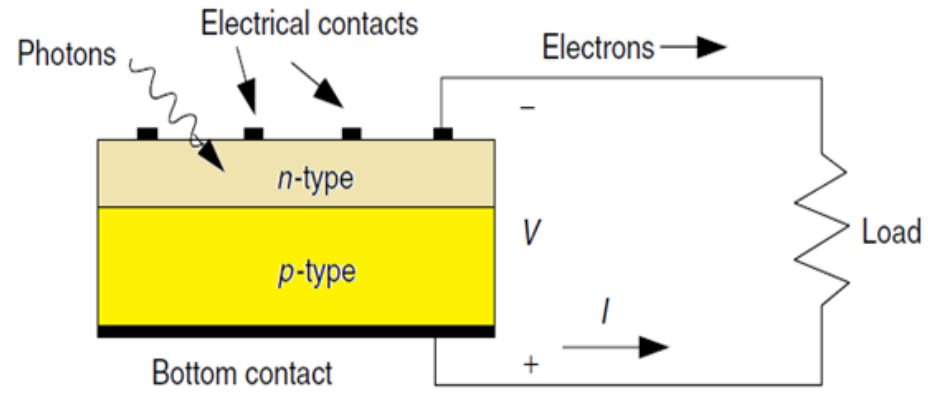 Electrical contacts
Photons
Electrons
−
n-type
V
Load
p-type
I
+
Bottom contact